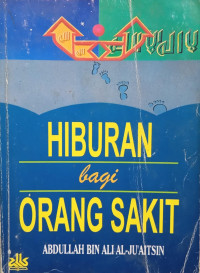 HIBURAN
bagi
ORANG SAKIT
ABDULLAH BIN ALI AL-JU'AITSIN